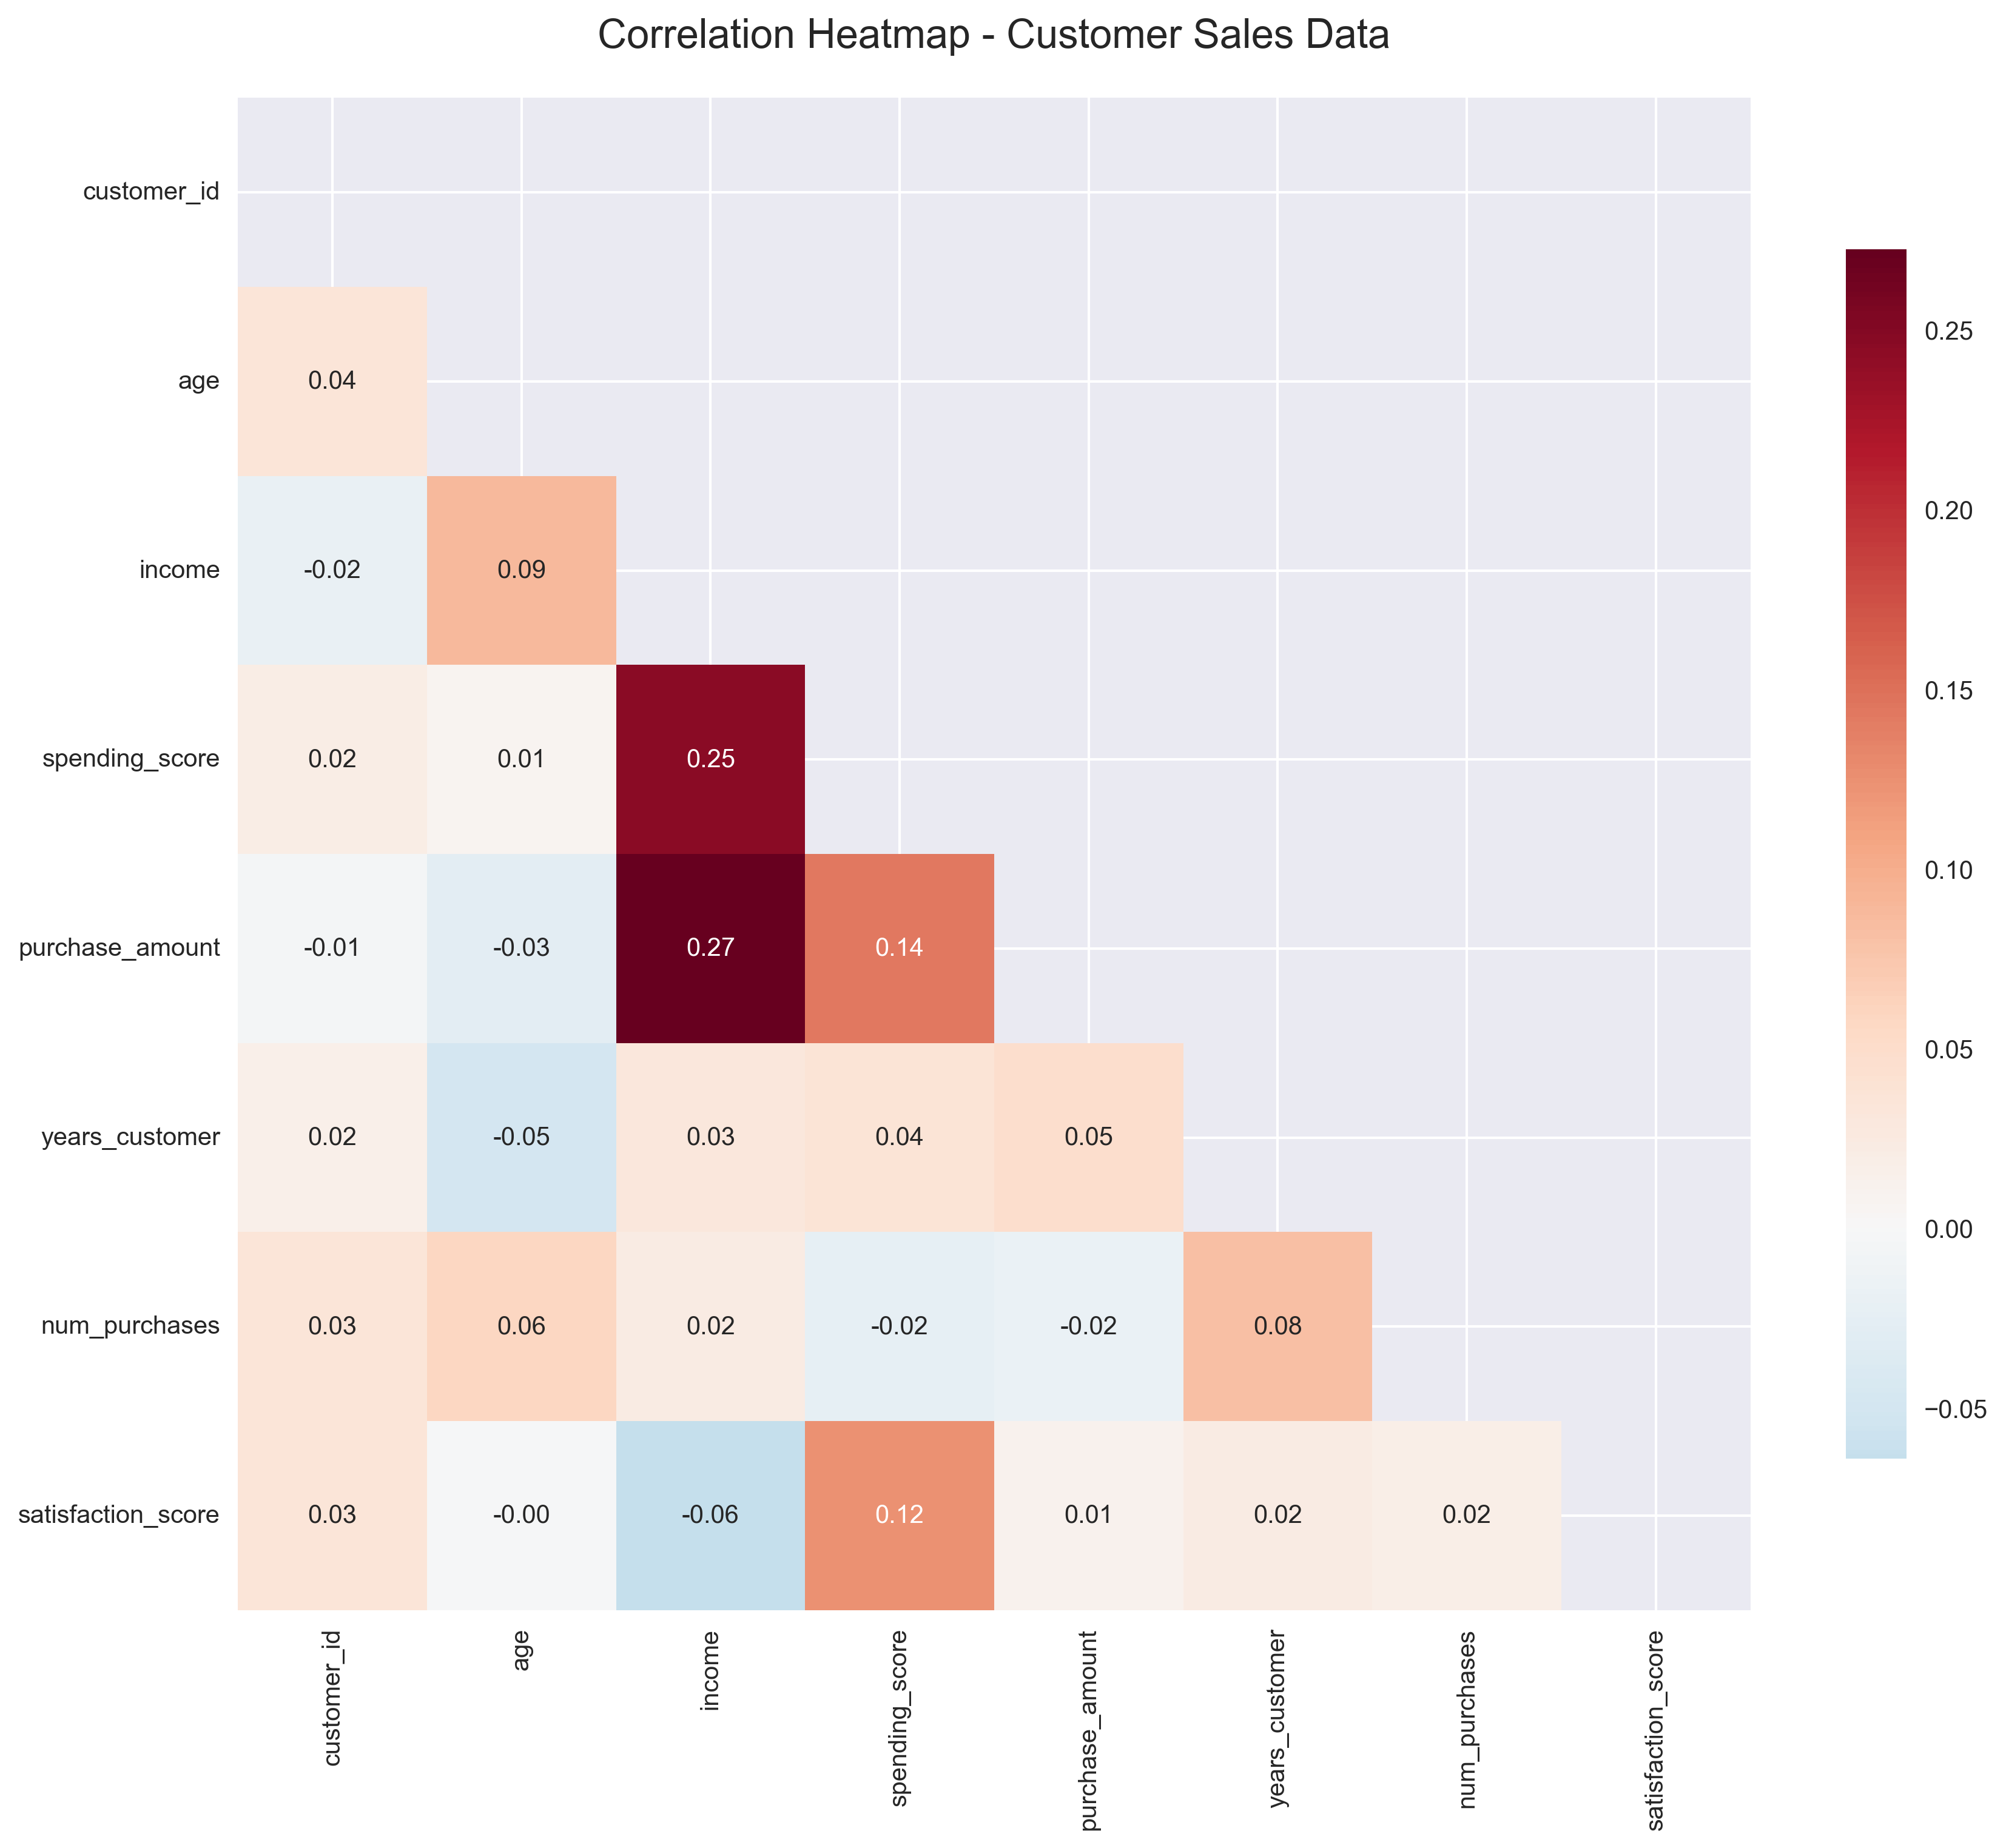 Correlation Heatmap - Customer Sales Data
customer_id
age 0.04
income -0.02 0.09
spending_score 0.02 0.01 0.25
purchase_amount -0.01 -0.03 0.27 0.14
years_customer 0.02 -0.05 0.03 0.04 0.05
num_purchases 0.03 0.06 0.02 -0.02 -0.02 0.08
satisfaction_score 0.03 -0.00 -0.06 0.12 0.01 0.02 0.02
customer_id
age
income
spending_score
purchase_amount
years_customer
num_purchases
satisfaction_score
0.25
0.20
0.15
0.10
0.05
0.00
−0.05